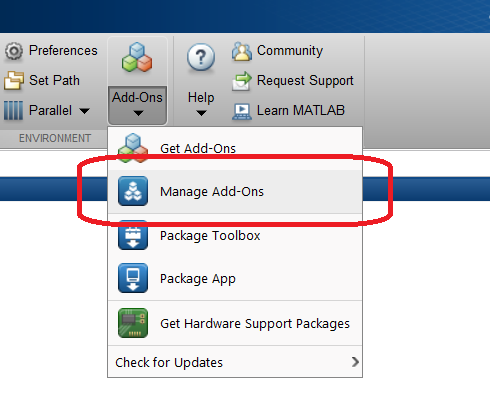 Preferences
Set Path
Parallel
ENVIRONMENT
Add-Ons
Help
Community
Request Support
Learn MATLAB
Get Add-Ons
Manage Add-Ons
Package Toolbox
Package App
Get Hardware Support Packages
Check for Updates